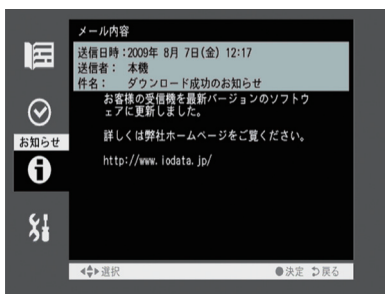 メール内容
送信日時:2009年 8月 7日(金) 12:17
送信者: 本機
件名: ダウンロード成功のお知らせ
お客様の受信機を最新バージョンのソフトウ
ェアに更新しました。
詳しくは弊社ホームページをご覧ください。
http://www.iodata.jp/
お知らせ
選択
決定
戻る